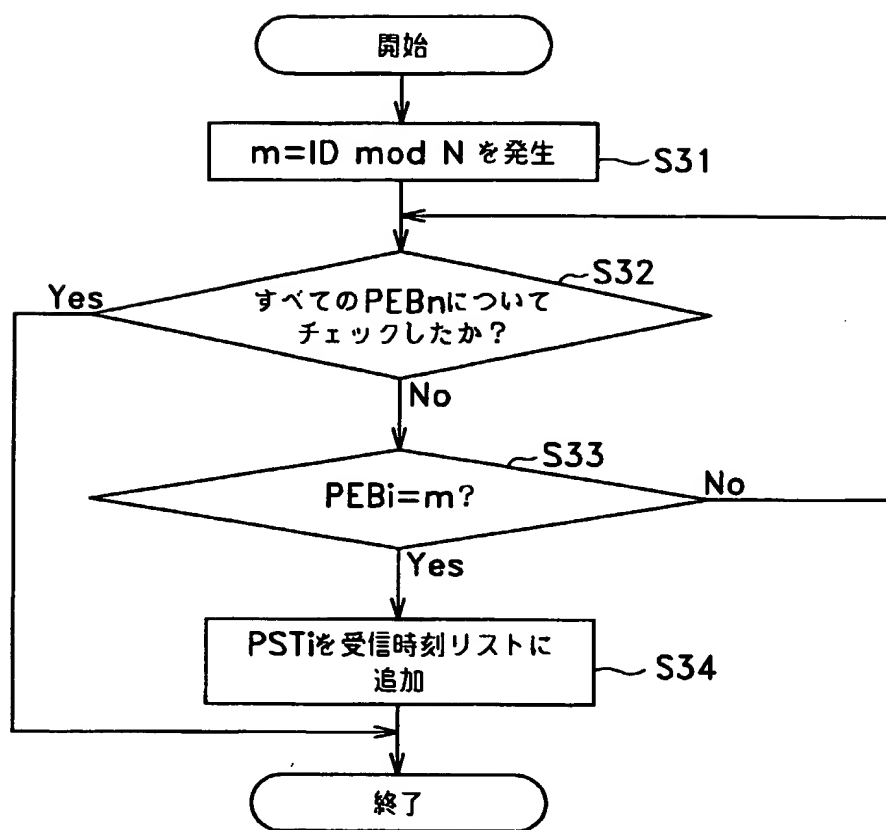 開始
m=ID mod N を発生
S31
S32
Yes
すべてのPEBnについて
チェックしたか?
No
S33
PEBi=m?
No
Yes
PSTiを受信時刻リストに
追加
S34
終了